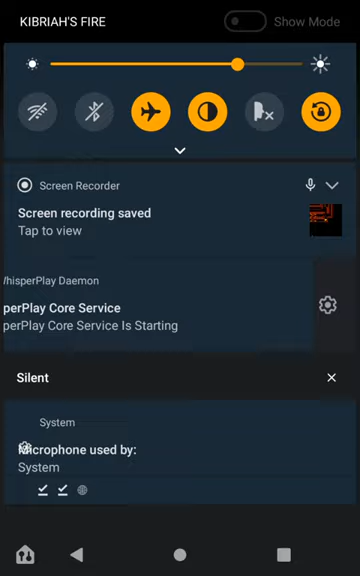 KIBRIAH'S FIRE
Show Mode
Screen Recorder
Screen recording saved
Tap to view
/hisperPlay Daemon
perPlay Core Service
perPlay Core Service Is Starting
Silent
System
Microphone used by:
System